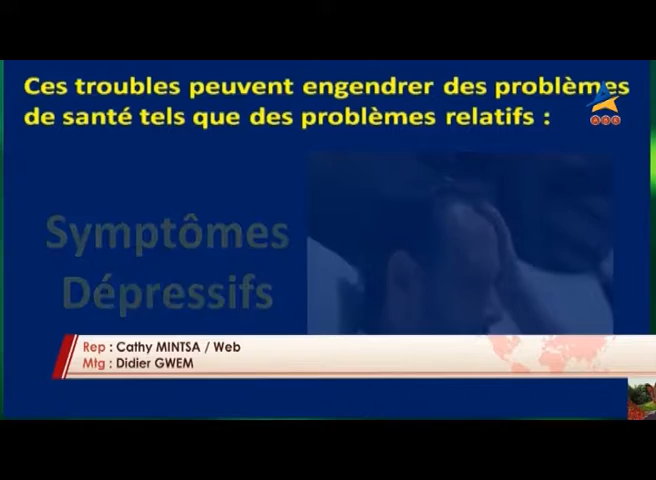 Ces troubles peuvent engendrer des problèmes
de santé tels que des problèmes relatifs :
Symptômes
Dépressifs
Rep : Cathy MINTSA / Web
Mtg : Didier GWEM